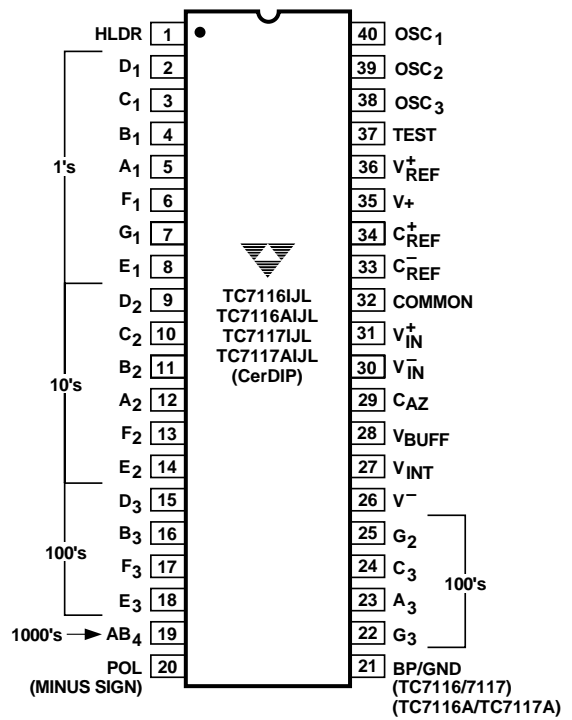 HLDR 1 40 OSC1
D1 2 39 OSC2
C1 3 38 OSC3
B1 4 37 TEST
1's A1 5 36 V+REF
F1 6 35 V+
G1 7 34 C+REF
E1 8 33 C−REF
D2 9 32 COMMON
C2 10 31 V+IN
B2 11 30 V−IN
10's A2 12 29 CAZ
F2 13 28 VBUFF
E2 14 27 VINT
D3 15 26 V−
B3 16 25 G2
100's F3 17 24 C3 100's
E3 18 23 A3
1000's AB4 19 22 G3
POL 20 21 BP/GND
(MINUS SIGN) (TC7116/7117)
(TC7116A/TC7117A)
TC7116IJL
TC7116AIJL
TC7117IJL
TC7117AIJL
(CerDIP)